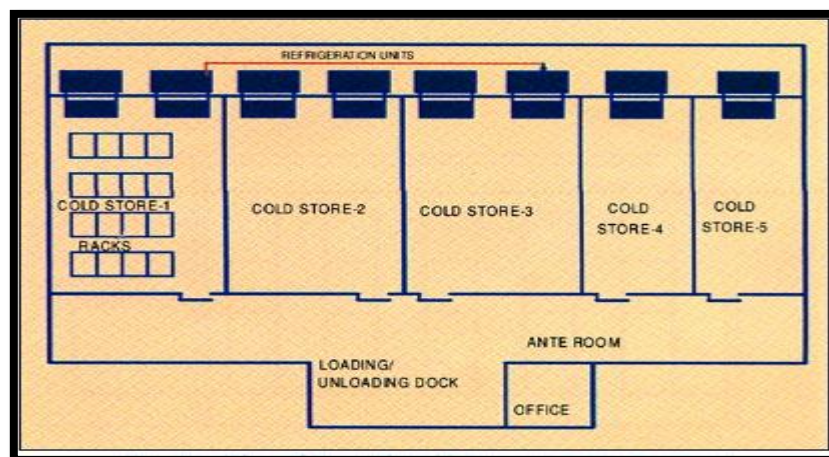 REFRIGERATION UNITS
COLD STORE-1
RACKS
COLD STORE-2
COLD STORE-3
COLD
STORE-4
COLD
STORE-5
ANTE ROOM
LOADING/
UNLOADING DOCK
OFFICE